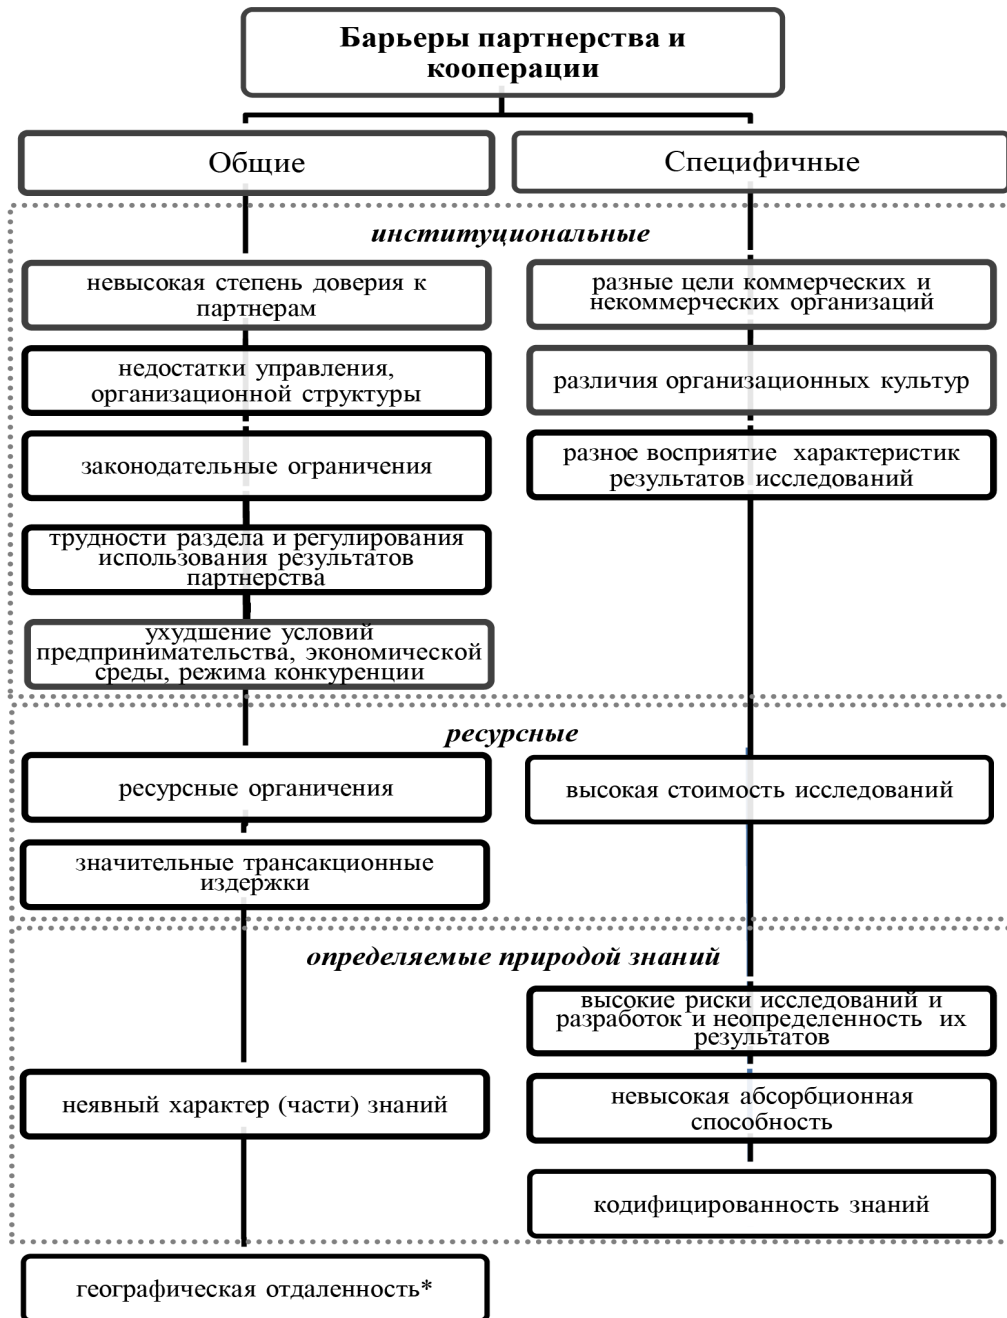 Барьеры партнерства и
кооперации
Общие
Специфичные
институциональные
невысокая степень доверия к
партнерам
разные цели коммерческих и
некоммерческих организаций
недостатки управления,
организационной структуры
различия организационных культур
законодательные ограничения
разное восприятие характеристик
результатов исследований
трудности раздела и регулирования
использования результатов
партнерства
ухудшение условий
предпринимательства, экономической
среды, режима конкуренции
ресурсные
ресурсные органичения
высокая стоимость исследований
значительные трансакционные
издержки
определяемые природой знаний
высокие риски исследований и
разработок и неопределенность их
результатов
неявный характер (части) знаний
невысокая абсорбционная
способность
кодифицированность знаний
географическая отдаленность*